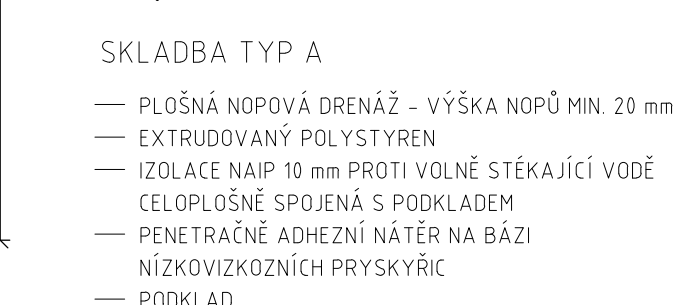 SKLADBA TYP A
— PLOŠNÁ NOPOVÁ DRENÁŽ - VÝŠKA NOPŮ MIN. 20 mm
— EXTRUDOVANÝ POLYSTYREN
— IZOLACE NAIP 10 mm PROTI VOLNĚ STÉKAJÍCÍ VODĚ
CELOPLOŠNĚ SPOJENÁ S PODKLADEM
— PENETRAČNĚ ADHEZNÍ NÁTĚR NA BÁZI
NÍZKOVIZKOZNÍCH PRYSKYŘIC
— PODKLAD